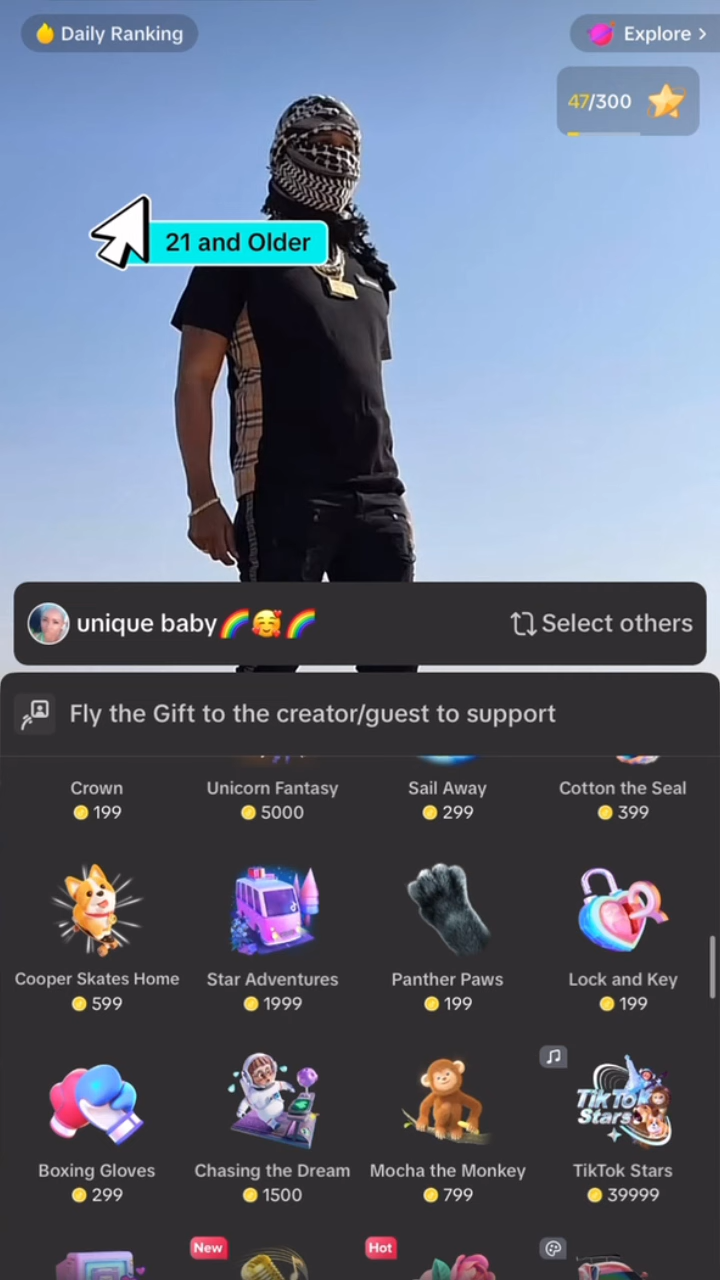 Daily Ranking
Explore >
47/300
21 and Older
unique baby🌈🥰🌈
Select others
Fly the Gift to the creator/guest to support
Crown
Unicorn Fantasy
Sail Away
Cotton the Seal
199
5000
299
399
Cooper Skates Home
Star Adventures
Panther Paws
Lock and Key
599
1999
199
199
TikTok
Stars
Boxing Gloves
Chasing the Dream
Mocha the Monkey
TikTok Stars
299
1500
799
39999
New
Hot